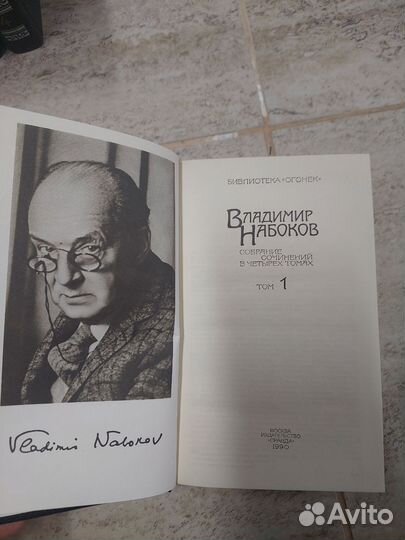 Vladimir Nabokov
БИБЛИОТЕКА «ОГОНЕК»
ВЛАДИМИР
НАБОКОВ
СОБРАНИЕ
СОЧИНЕНИЙ
В ЧЕТЫРЕХ ТОМАХ
ТОМ 1
МОСКВА
ИЗДАТЕЛЬСТВО
«ПРАВДА»
1990
Avito